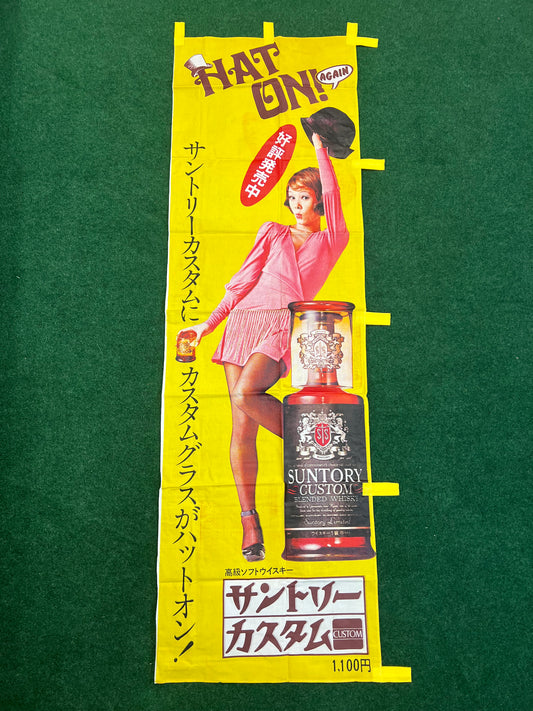 HAT
ON!
AGAIN
好評発売中
サントリーカスタムに
カスタムグラスがハットオン!
SUNTORY
CUSTOM
BLENDED WHISKY
Suntory Limited
高級ソフトウイスキー
サントリー
カスタム
CUSTOM
1,100円